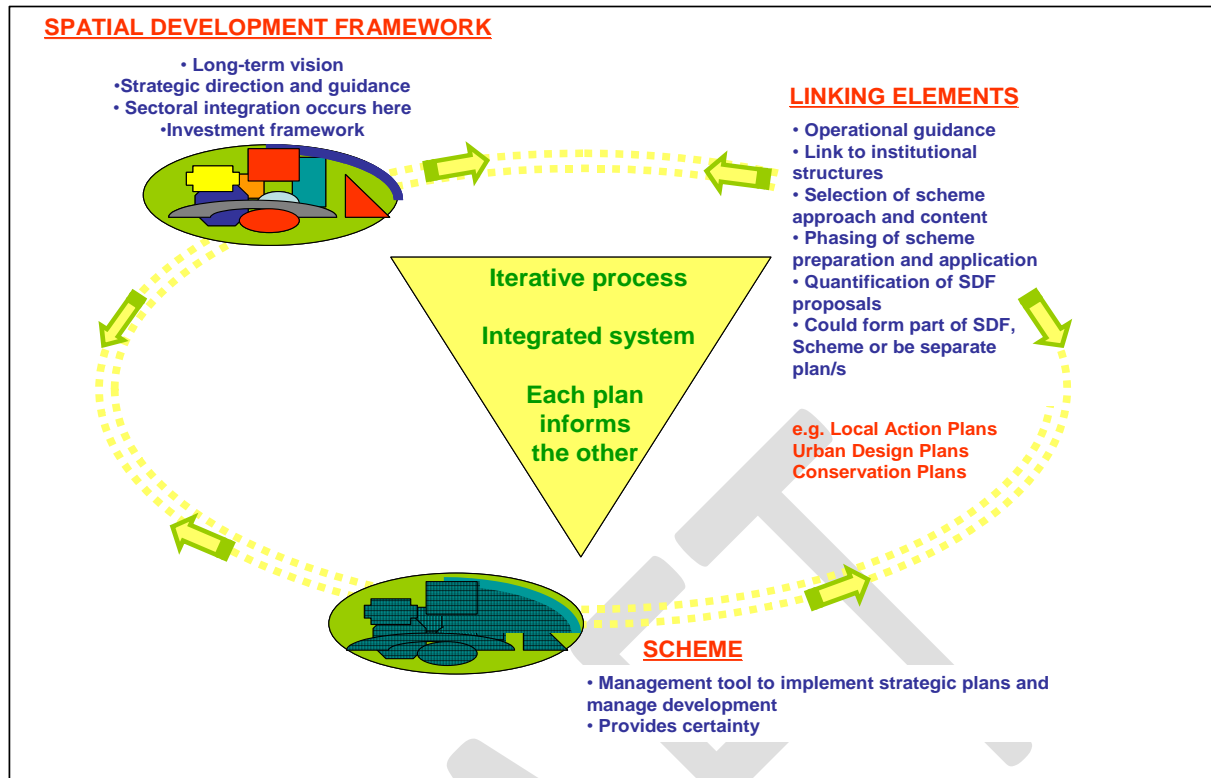 SPATIAL DEVELOPMENT FRAMEWORK
• Long-term vision
•Strategic direction and guidance
• Sectoral integration occurs here
•Investment framework
LINKING ELEMENTS
• Operational guidance
• Link to institutional
structures
• Selection of scheme
approach and content
• Phasing of scheme
preparation and application
• Quantification of SDF
proposals
• Could form part of SDF,
Scheme or be separate
plan/s
e.g. Local Action Plans
Urban Design Plans
Conservation Plans
Iterative process
Integrated system
Each plan
informs
the other
SCHEME
• Management tool to implement strategic plans and
manage development
• Provides certainty